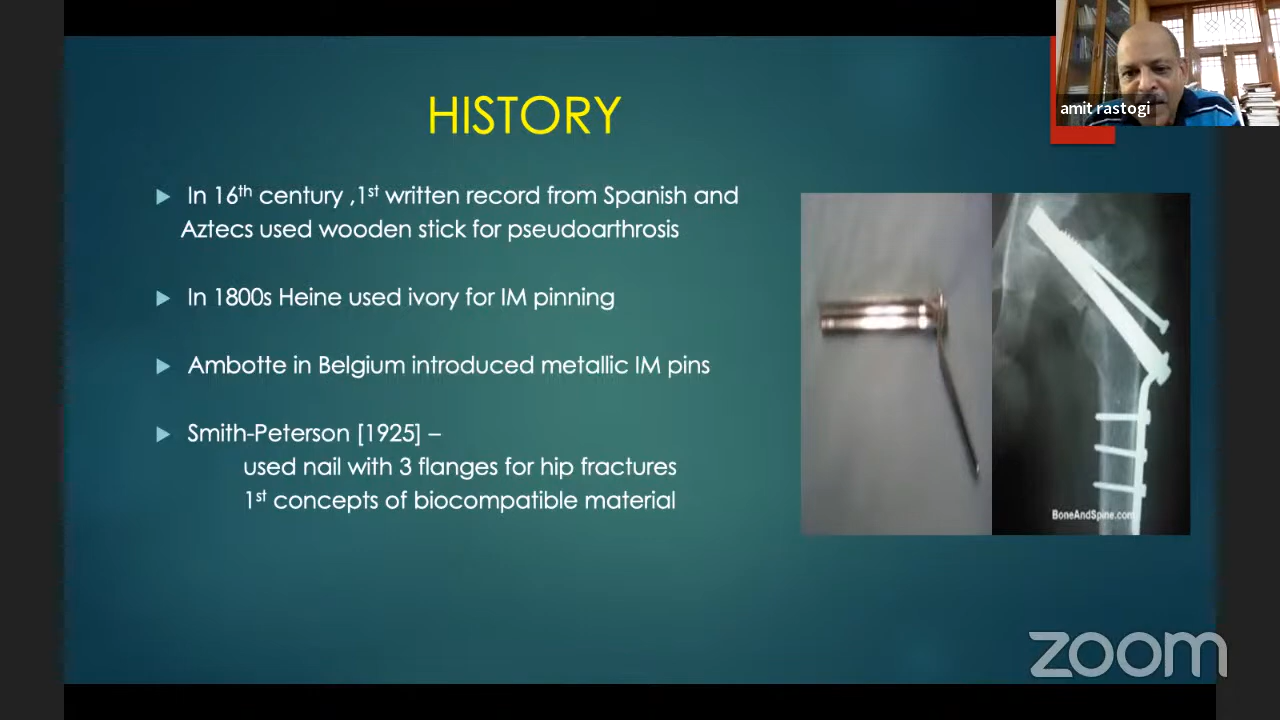 amit rastogi
HISTORY
In 16th century ,1st written record from Spanish and
Aztecs used wooden stick for pseudoarthrosis
In 1800s Heine used ivory for IM pinning
Ambotte in Belgium introduced metallic IM pins
Smith-Peterson [1925] –
used nail with 3 flanges for hip fractures
1st concepts of biocompatible material
BoneAndSpine.com
zoom